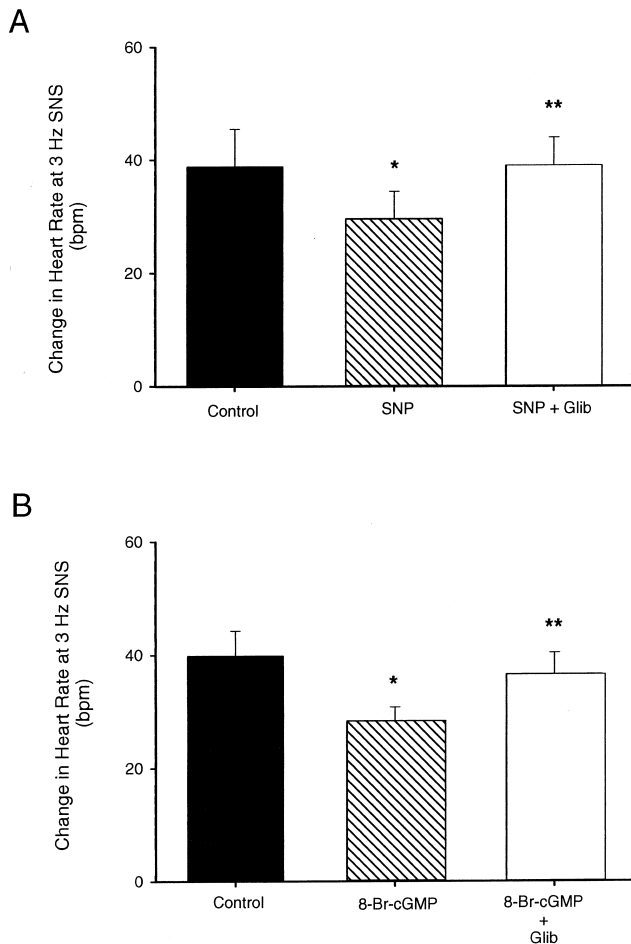 A
Change in Heart Rate at 3 Hz SNS
(bpm)
60
40
20
0
*
**
Control
SNP
SNP + Glib
B
Change in Heart Rate at 3 Hz SNS
(bpm)
60
40
20
0
*
**
Control
8-Br-cGMP
8-Br-cGMP
+
Glib